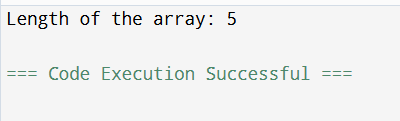 Length of the array: 5
=== Code Execution Successful ===